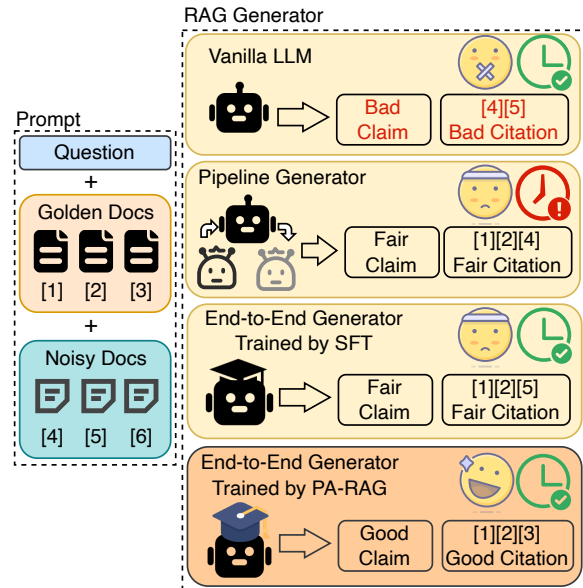 Prompt
Question
+
Golden Docs
[1] [2] [3]
+
Noisy Docs
[4] [5] [6]
RAG Generator
Vanilla LLM
Bad
Claim
[4][5]
Bad Citation
Pipeline Generator
Fair
Claim
[1][2][4]
Fair Citation
End-to-End Generator
Trained by SFT
Fair
Claim
[1][2][5]
Fair Citation
End-to-End Generator
Trained by PA-RAG
Good
Claim
[1][2][3]
Good Citation